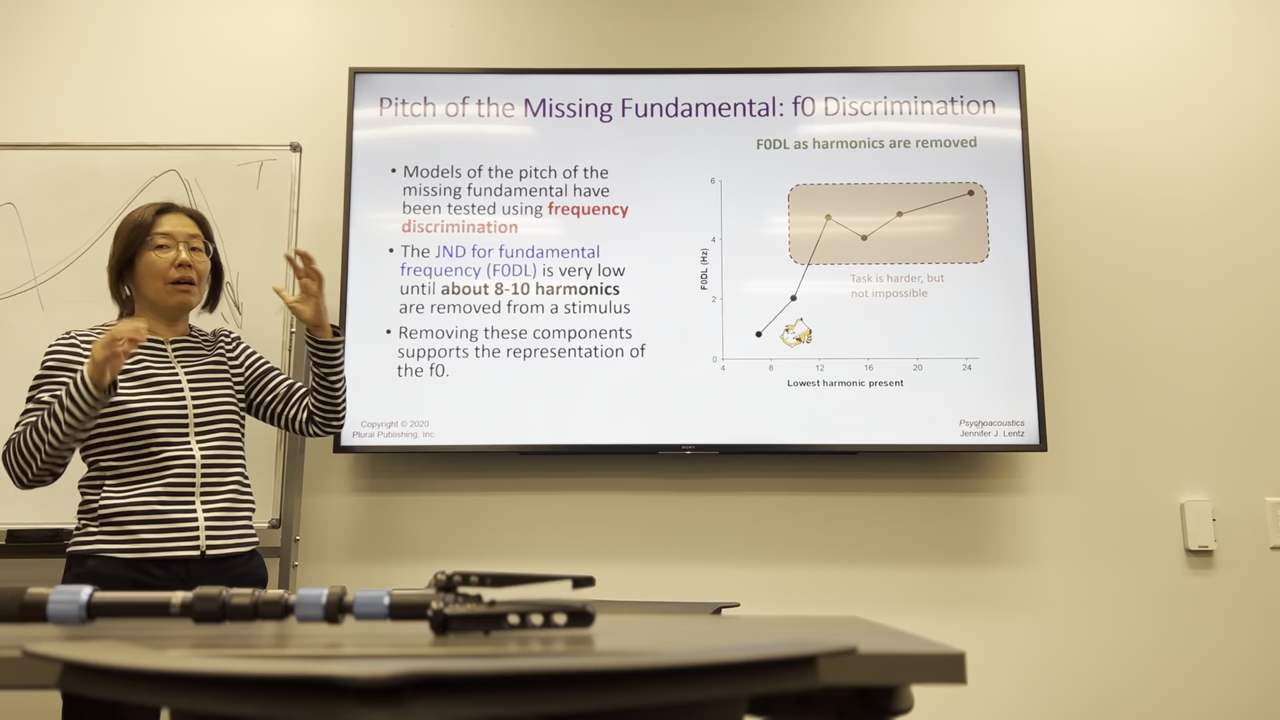 T
Pitch of the Missing Fundamental: f0 Discrimination
• Models of the pitch of the
missing fundamental have
been tested using frequency
discrimination
• The JND for fundamental
frequency (F0DL) is very low
until about 8-10 harmonics
are removed from a stimulus
• Removing these components
supports the representation of
the f0.
F0DL as harmonics are removed
F0DL (Hz)
6
4
2
0
4
8
12
16
20
24
Lowest harmonic present
Task is harder, but
not impossible
Copyright © 2020
Plural Publishing, Inc.
Psychoacoustics
Jennifer J. Lentz
SONY